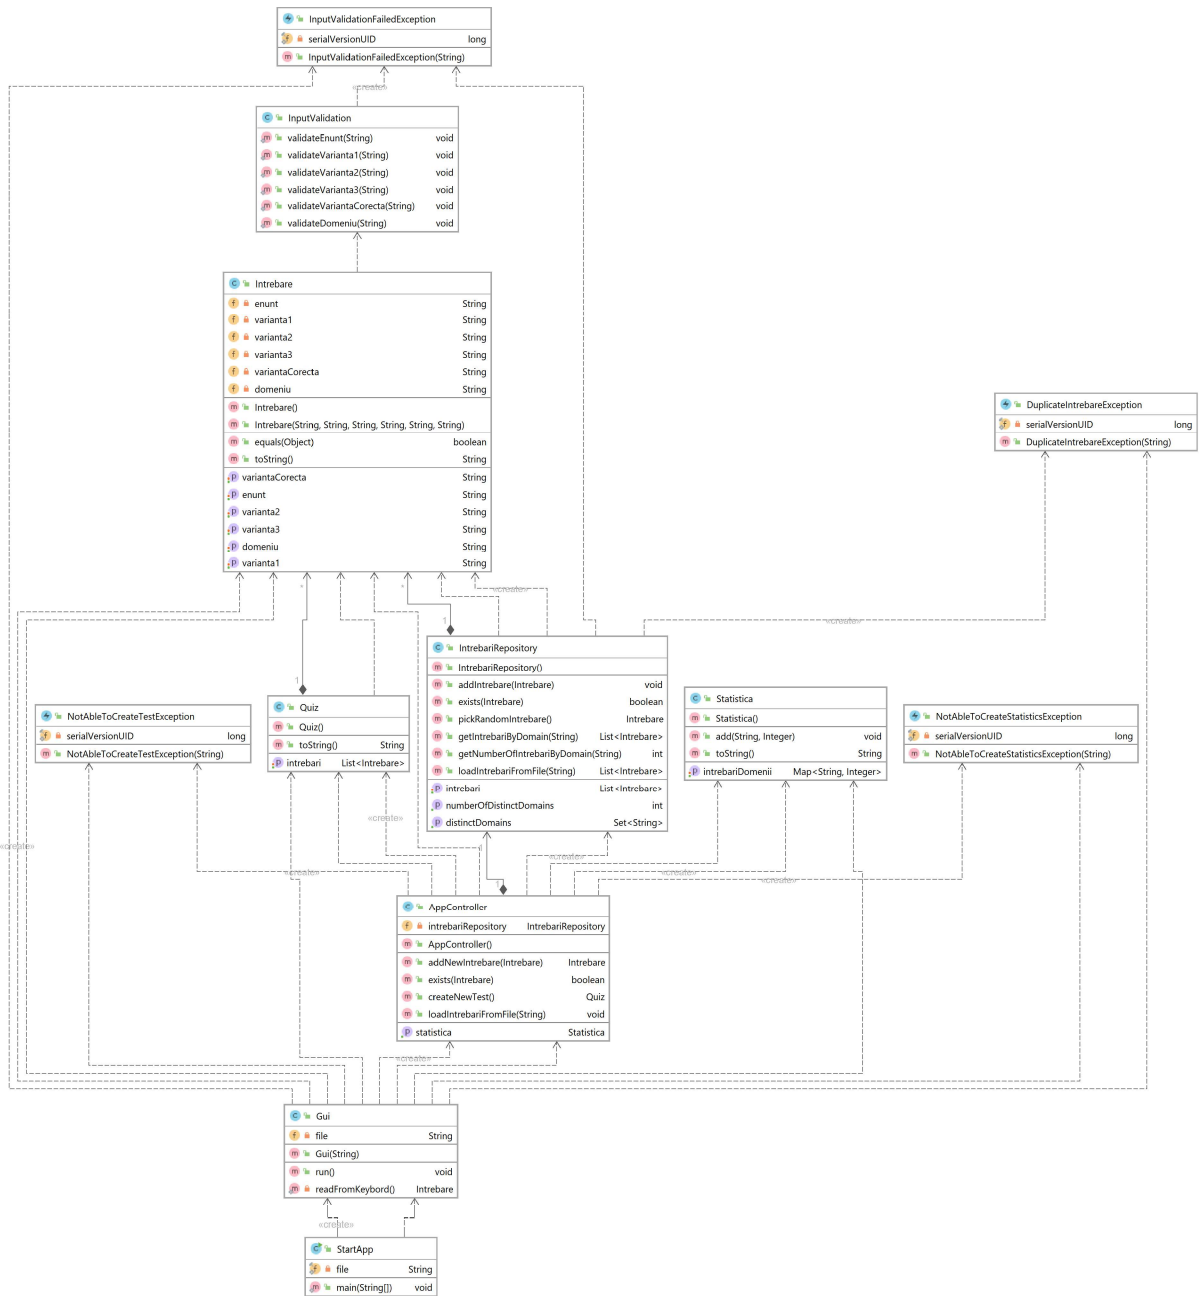 InputValidationFailedException
serialVersionUID long
InputValidationFailedException(String)
«create»
InputValidation
validateEnunt(String) void
validateVarianta1(String) void
validateVarianta2(String) void
validateVarianta3(String) void
validateVariantaCorecta(String) void
validateDomeniu(String) void
Intrebare
enunt String
varianta1 String
varianta2 String
varianta3 String
variantaCorecta String
domeniu String
Intrebare()
Intrebare(String, String, String, String, String, String)
equals(Object) boolean
toString() String
variantaCorecta String
enunt String
varianta2 String
varianta3 String
domeniu String
varianta1 String
DuplicateIntrebareException
serialVersionUID long
DuplicateIntrebareException(String)
* *
«create»
1
1
«create»
IntrebariRepository
IntrebariRepository()
addIntrebare(Intrebare) void
exists(Intrebare) boolean
pickRandomIntrebare() Intrebare
getIntrebariByDomain(String) List<Intrebare>
getNumberOfIntrebariByDomain(String) int
loadIntrebariFromFile(String) List<Intrebare>
intrebari List<Intrebare>
numberOfDistinctDomains int
distinctDomains Set<String>
Quiz
Quiz()
toString() String
intrebari List<Intrebare>
Statistica
Statistica()
add(String, Integer) void
toString() String
intrebariDomenii Map<String, Integer>
NotAbleToCreateTestException
serialVersionUID long
NotAbleToCreateTestException(String)
NotAbleToCreateStatisticsException
serialVersionUID long
NotAbleToCreateStatisticsException(String)
«create»
«create»
1
«create»
«create»
«create»
«create»
1
«create»
AppController
intrebariRepository IntrebariRepository
AppController()
addNewIntrebare(Intrebare) Intrebare
exists(Intrebare) boolean
createNewTest() Quiz
loadIntrebariFromFile(String) void
statistica Statistica
«create»
Gui
file String
Gui(String)
run() void
readFromKeybord() Intrebare
«create»
StartApp
file String
main(String[]) void